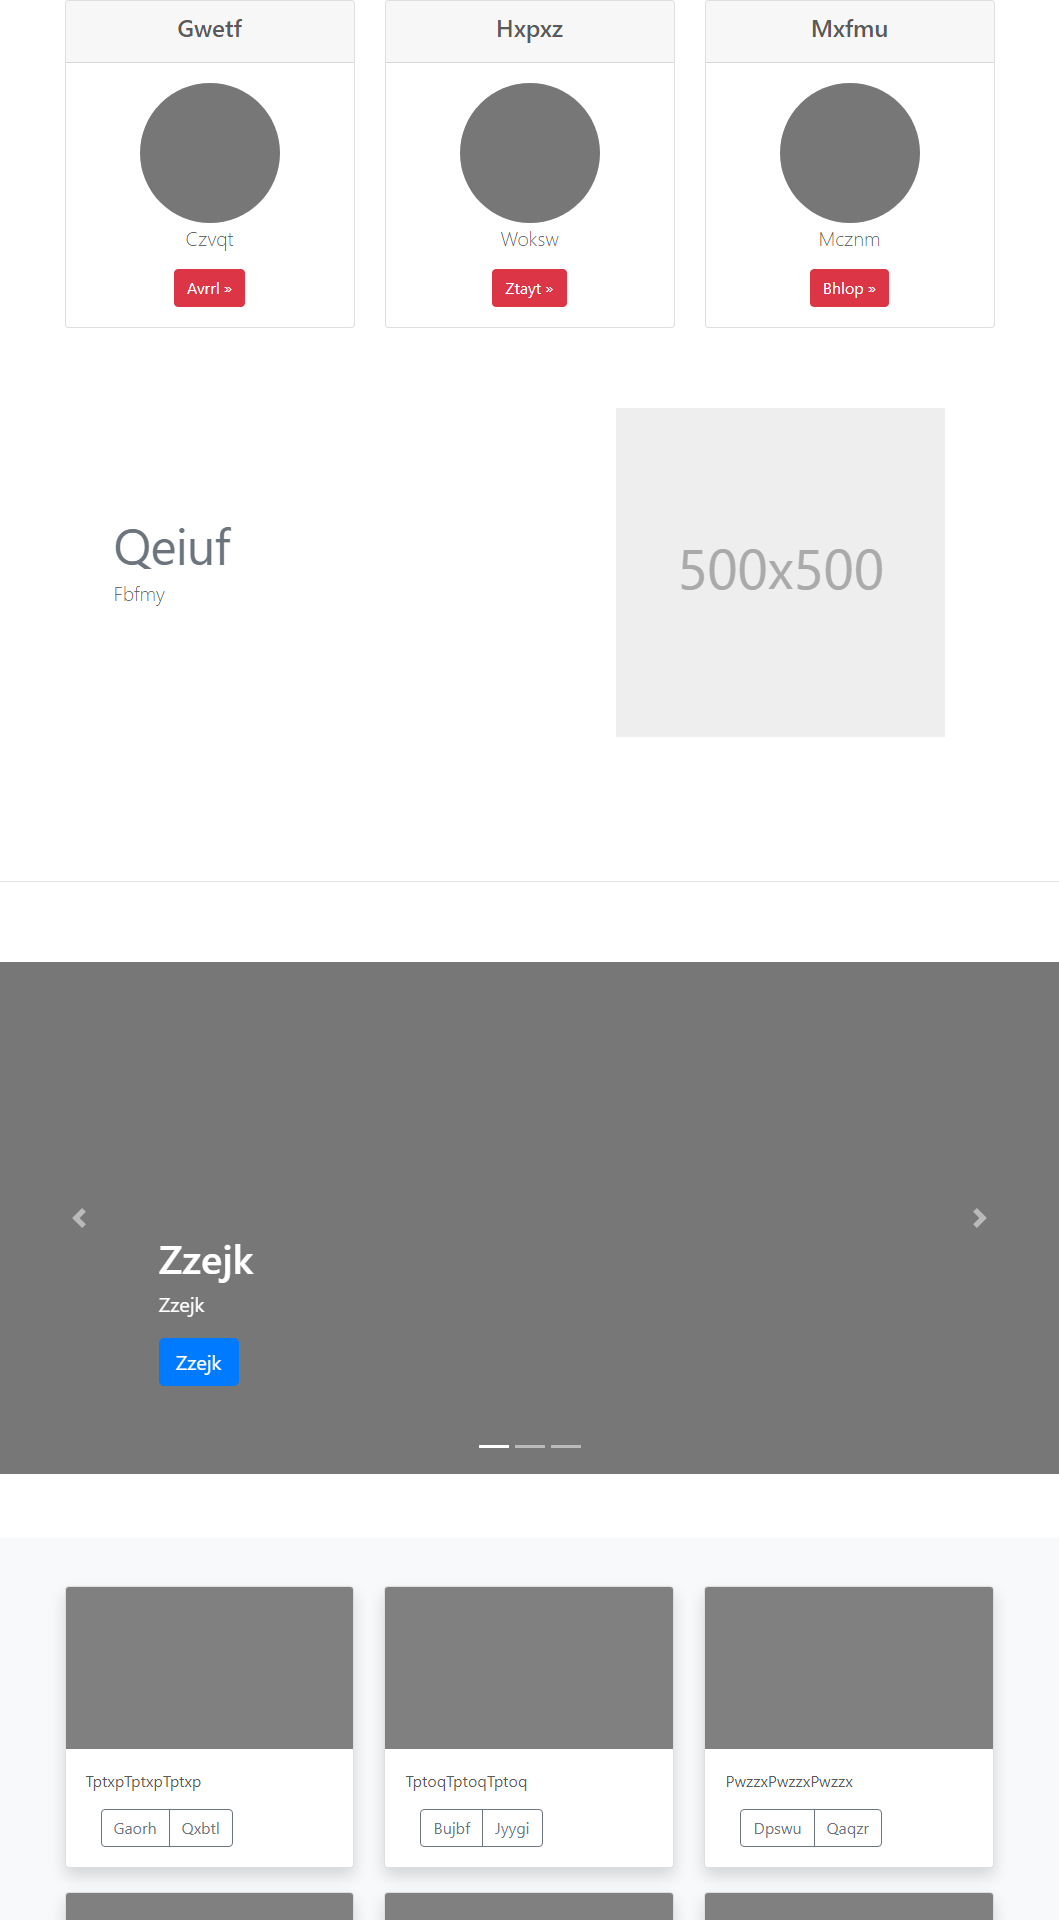 Gwetf
Hxpxz
Mxfmu
Czvqt
Woksw
Mcznm
Avrrl »
Ztayt »
Bhlop »
Qeiuf
Fbfmy
500x500
Zzejk
Zzejk
Zzejk
TptxpTptxpTptxp
TptoqTptoqTptoq
PwzzxPwzzxPwzzx
Gaorh Qxbtl
Bujbf Jyygi
Dpswu Qaqzr